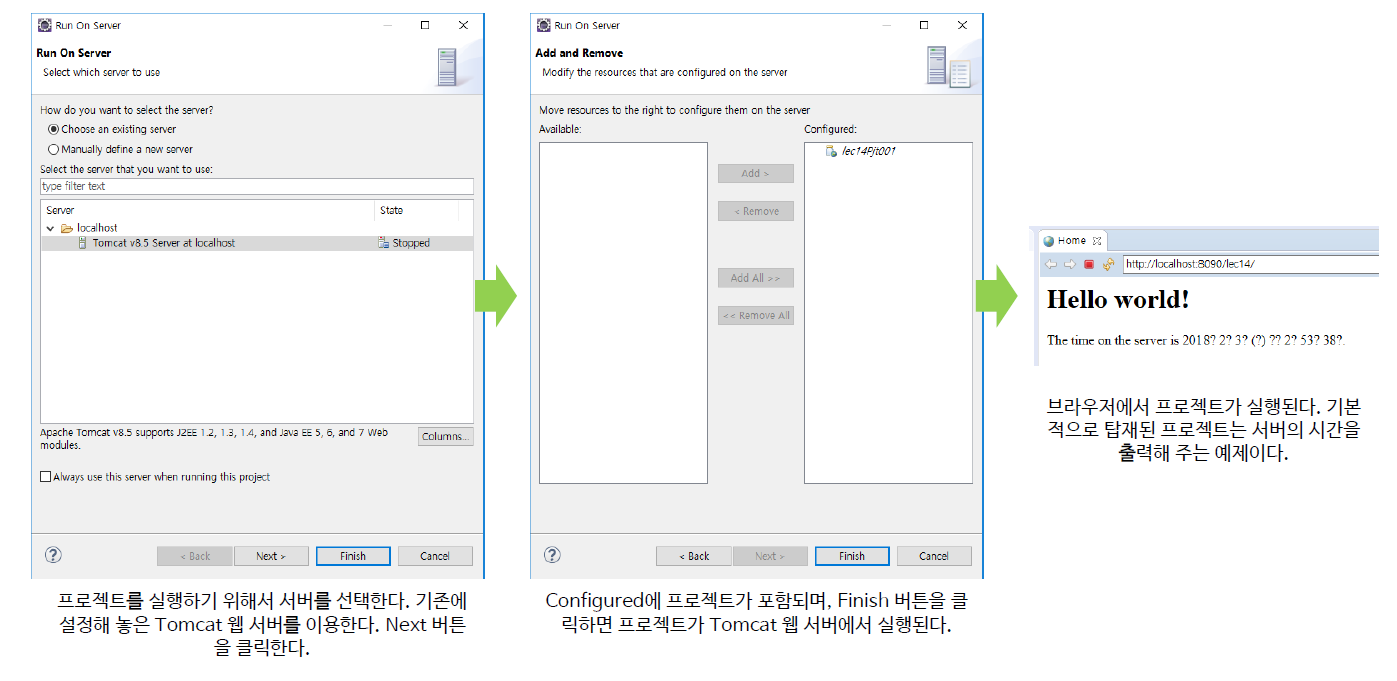 Run On Server
Run On Server
Select which server to use
How do you want to select the server?
Choose an existing server
Manually define a new server
Select the server that you want to use:
type filter text
Server State
localhost
Tomcat v8.5 Server at localhost Stopped
Apache Tomcat v8.5 supports J2EE 1.2, 1.3, 1.4, and Java EE 5, 6, and 7 Web
modules.
Columns...
Always use this server when running this project
< Back Next > Finish Cancel
프로젝트를 실행하기 위해서 서버를 선택한다. 기존에
설정해 놓은 Tomcat 웹 서버를 이용한다. Next 버튼
을 클릭한다.
Run On Server
Add and Remove
Modify the resources that are configured on the server
Move resources to the right to configure them on the server
Available: Configured:
lec14Pjt001
Add >
< Remove
Add All >>
<< Remove All
< Back Next > Finish Cancel
Configured에 프로젝트가 포함되며, Finish 버튼을 클
릭하면 프로젝트가 Tomcat 웹 서버에서 실행된다.
Home
http://localhost:8090/lec14/
Hello world!
The time on the server is 2018? 2? 3? (?) ?? 2? 53? 38?.
브라우저에서 프로젝트가 실행된다. 기본
적으로 탑재된 프로젝트는 서버의 시간을
출력해 주는 예제이다.